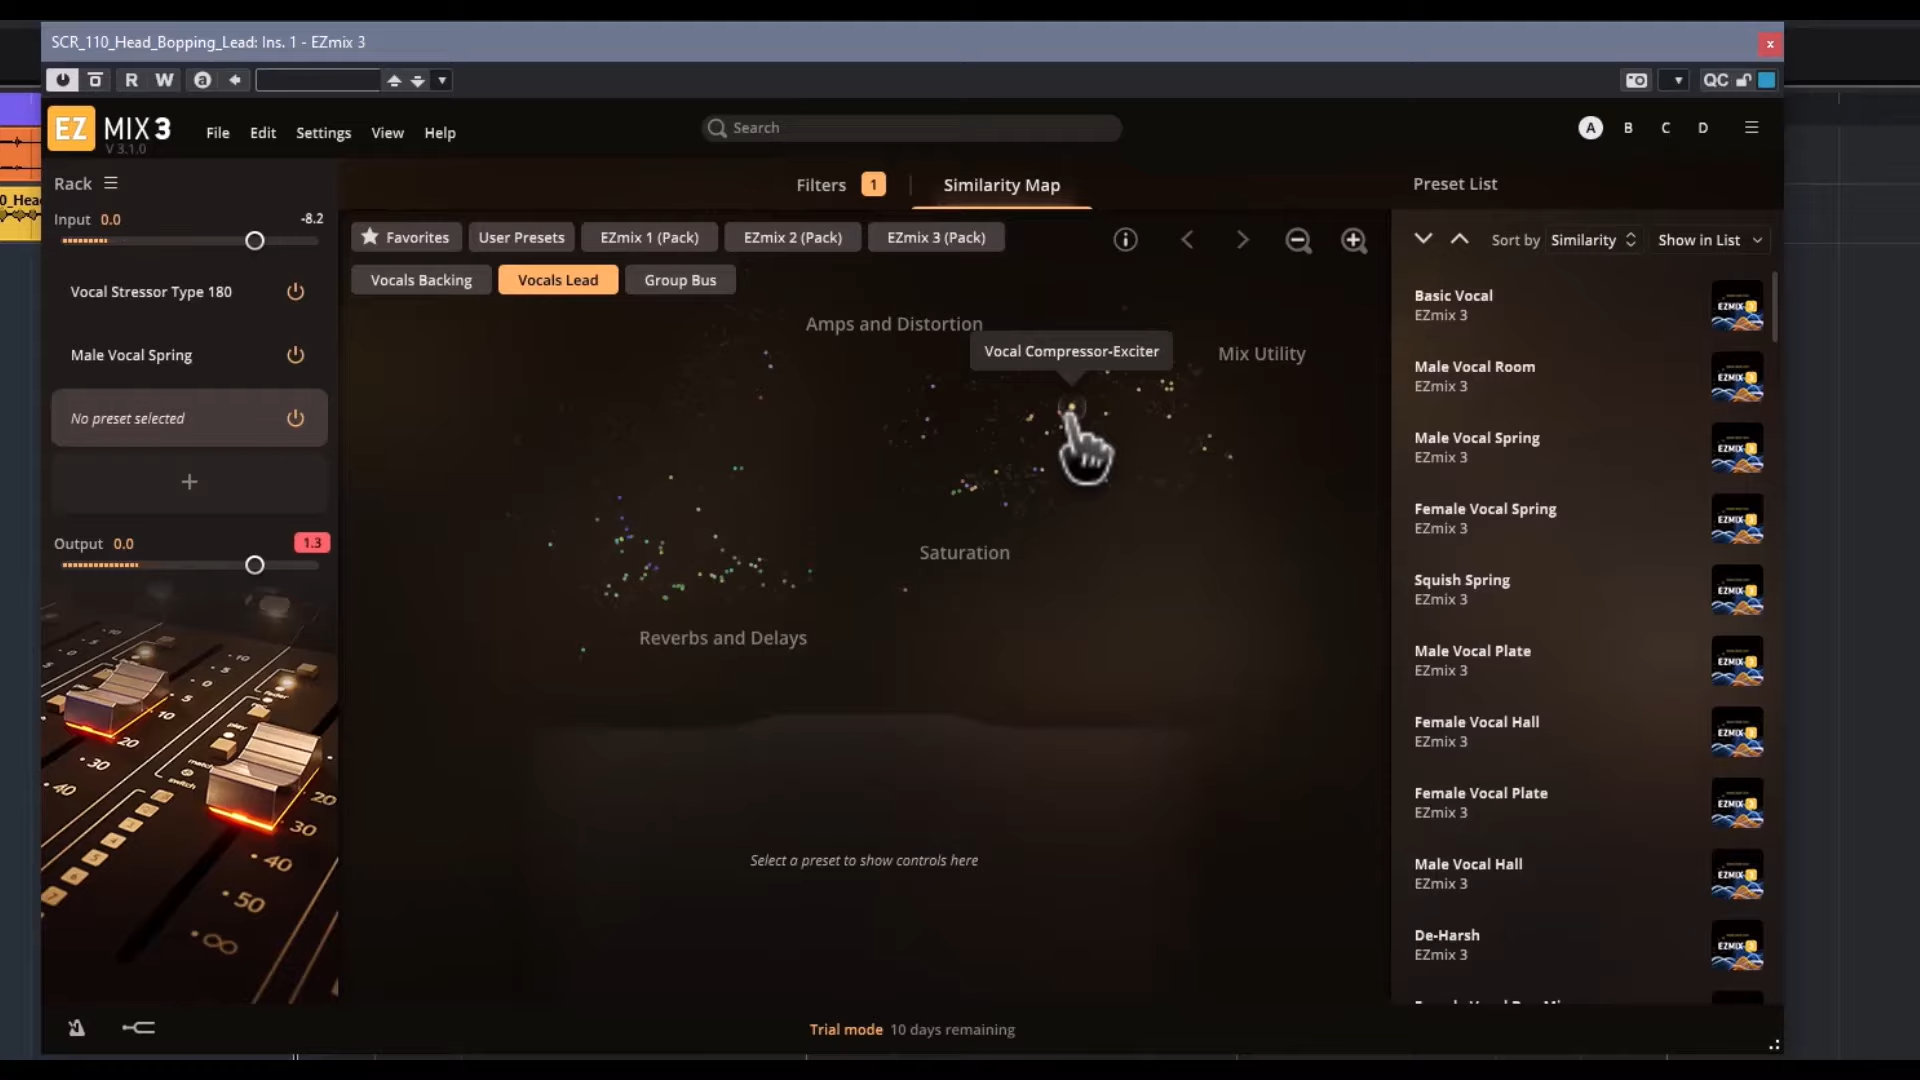 SCR_110_Head_Bopping_Lead: Ins. 1 - EZmix 3
x
R W a QC
EZ MIX 3
V 3.1.0
File Edit Settings View Help
Search
A B C D
Rack
Filters 1 Similarity Map
Preset List
Input 0.0 -8.2
Favorites User Presets EZmix 1 (Pack) EZmix 2 (Pack) EZmix 3 (Pack)
Sort by Similarity Show in List
Vocals Backing Vocals Lead Group Bus
Vocal Stressor Type 180
Male Vocal Spring
No preset selected
+
Output 0.0 1.3
Amps and Distortion
Vocal Compressor-Exciter
Mix Utility
Saturation
Reverbs and Delays
Select a preset to show controls here
Basic Vocal
EZmix 3
Male Vocal Room
EZmix 3
Male Vocal Spring
EZmix 3
Female Vocal Spring
EZmix 3
Squish Spring
EZmix 3
Male Vocal Plate
EZmix 3
Female Vocal Hall
EZmix 3
Female Vocal Plate
EZmix 3
Male Vocal Hall
EZmix 3
De-Harsh
EZmix 3
Trial mode 10 days remaining